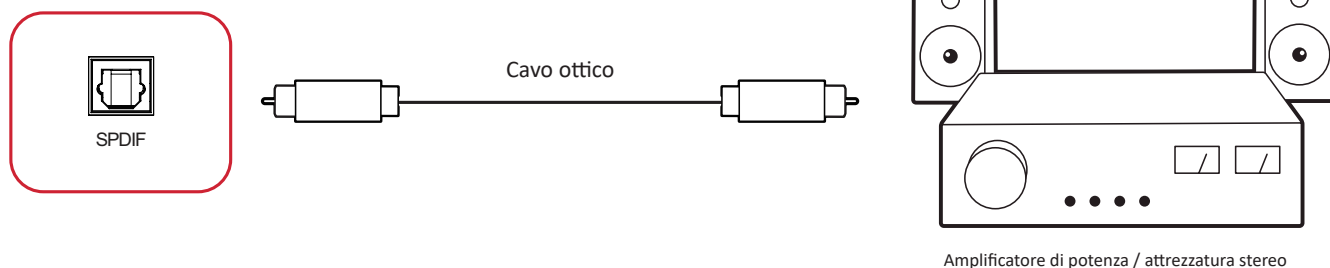 Cavo ottico
SPDIF
Amplificatore di potenza / attrezzatura stereo